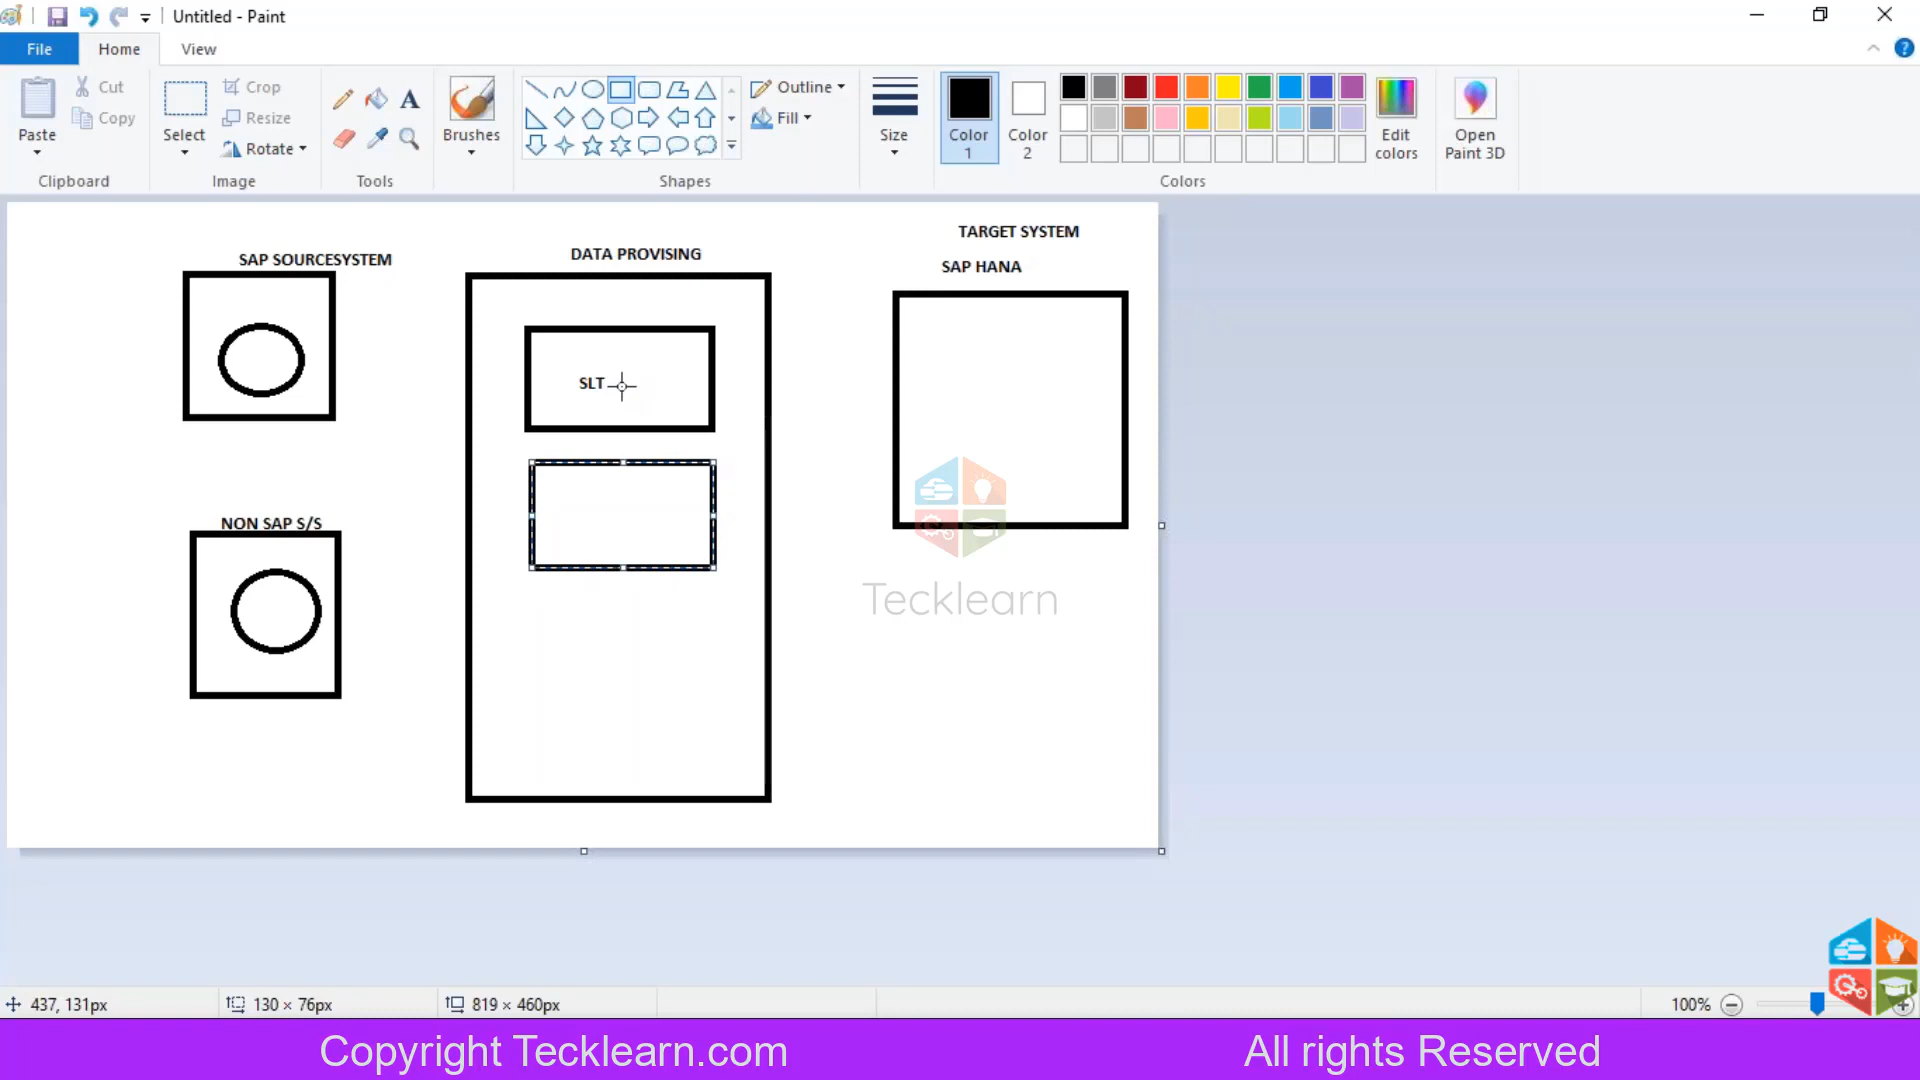 Untitled - Paint
File Home View
Paste
Cut
Copy
Clipboard
Select
Crop
Resize
Rotate
Image
A
Tools
Brushes
Shapes
Outline
Fill
Size
Color 1
Color 2
Colors
Edit colors
Open Paint 3D
TARGET SYSTEM
SAP SOURCESYSTEM
DATA PROVISING
SAP HANA
SLT
NON SAP S/S
Tecklearn
437, 131px
130 × 76px
819 × 460px
100%
Copyright Tecklearn.com
All rights Reserved